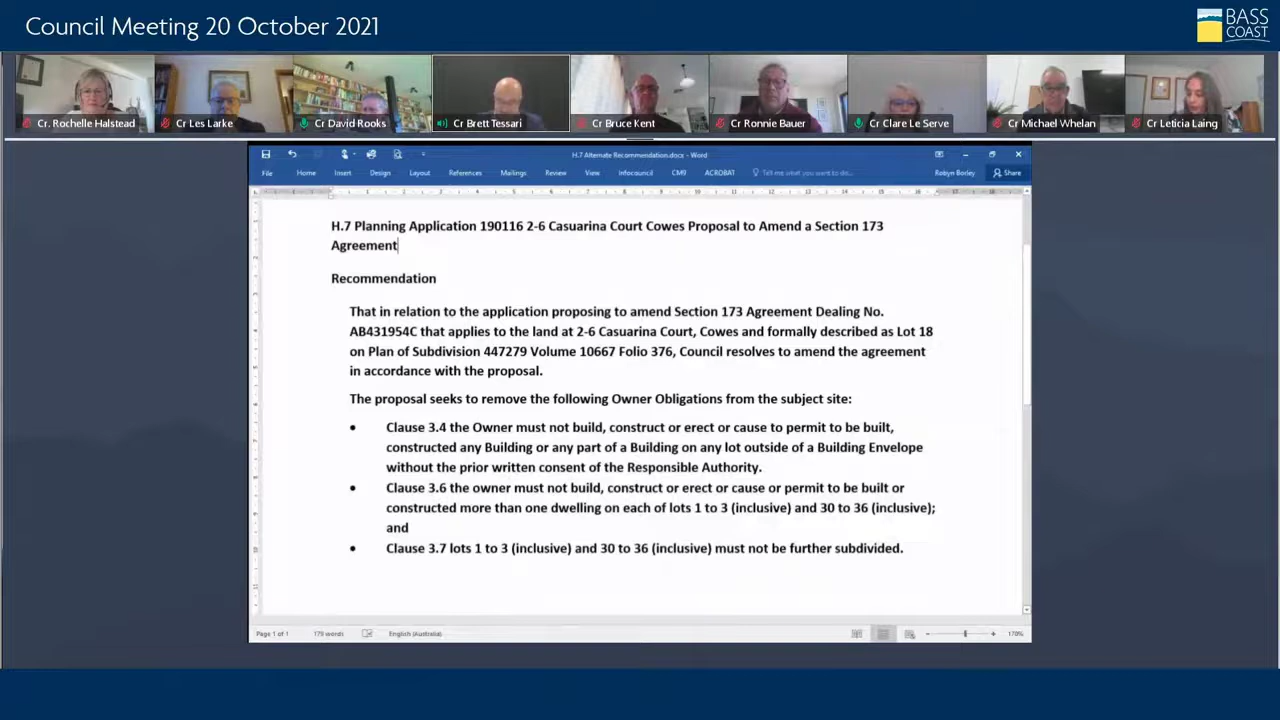 Council Meeting 20 October 2021
BASS
COAST
Cr. Rochelle Halstead
Cr Les Larke
Cr David Rooks
Cr Brett Tessari
Cr Bruce Kent
Cr Ronnie Bauer
Cr Clare Le Serve
Cr Michael Whelan
Cr Leticia Laing
H.7 Alternate Recommendation.docx - Word
File Home Insert Design Layout References Mailings Review View Infocouncil CM9 ACROBAT Tell me what you want to do... Robyn Borley Share
H.7 Planning Application 190116 2-6 Casuarina Court Cowes Proposal to Amend a Section 173
Agreement
Recommendation
That in relation to the application proposing to amend Section 173 Agreement Dealing No.
AB431954C that applies to the land at 2-6 Casuarina Court, Cowes and formally described as Lot 18
on Plan of Subdivision 447279 Volume 10667 Folio 376, Council resolves to amend the agreement
in accordance with the proposal.
The proposal seeks to remove the following Owner Obligations from the subject site:
• Clause 3.4 the Owner must not build, construct or erect or cause to permit to be built,
constructed any Building or any part of a Building on any lot outside of a Building Envelope
without the prior written consent of the Responsible Authority.
• Clause 3.6 the owner must not build, construct or erect or cause or permit to be built or
constructed more than one dwelling on each of lots 1 to 3 (inclusive) and 30 to 36 (inclusive);
and
• Clause 3.7 lots 1 to 3 (inclusive) and 30 to 36 (inclusive) must not be further subdivided.
Page 1 of 1 179 words English (Australia) 170%